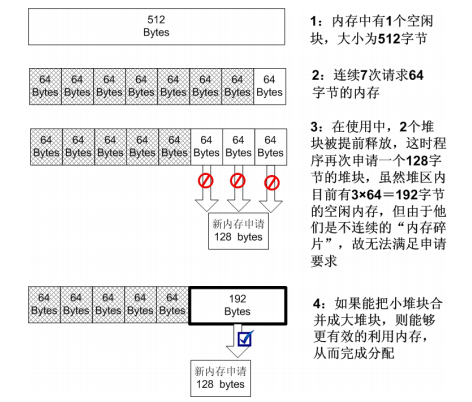 512
Bytes
1：内存中有1个空闲
块，大小为512字节
64 64 64 64 64 64 64 64
Bytes Bytes Bytes Bytes Bytes Bytes Bytes Bytes
2：连续7次请求64
字节的内存
64 64 64 64 64 64 64 64
Bytes Bytes Bytes Bytes Bytes Bytes Bytes Bytes
3：在使用中，2个堆
块被提前释放，这时程
序再次申请一个128字
节的堆块，虽然堆区内
目前有3×64＝192字节
的空闲内存，但由于他
们是不连续的“内存碎
片”，故无法满足申请
要求
新内存申请
128 bytes
64 64 64 64 64 192
Bytes Bytes Bytes Bytes Bytes Bytes
4：如果能把小堆块合
并成大堆块，则能够
更有效的利用内存，
从而完成分配
新内存申请
128 bytes